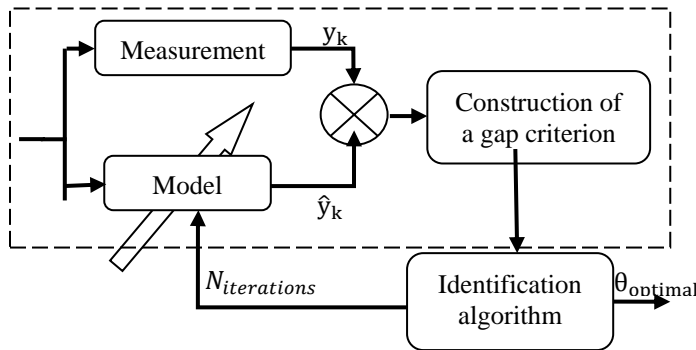 Measurement
y_k
Construction of
a gap criterion
Model
ŷ_k
N_iterations
Identification
algorithm
θ_optimal